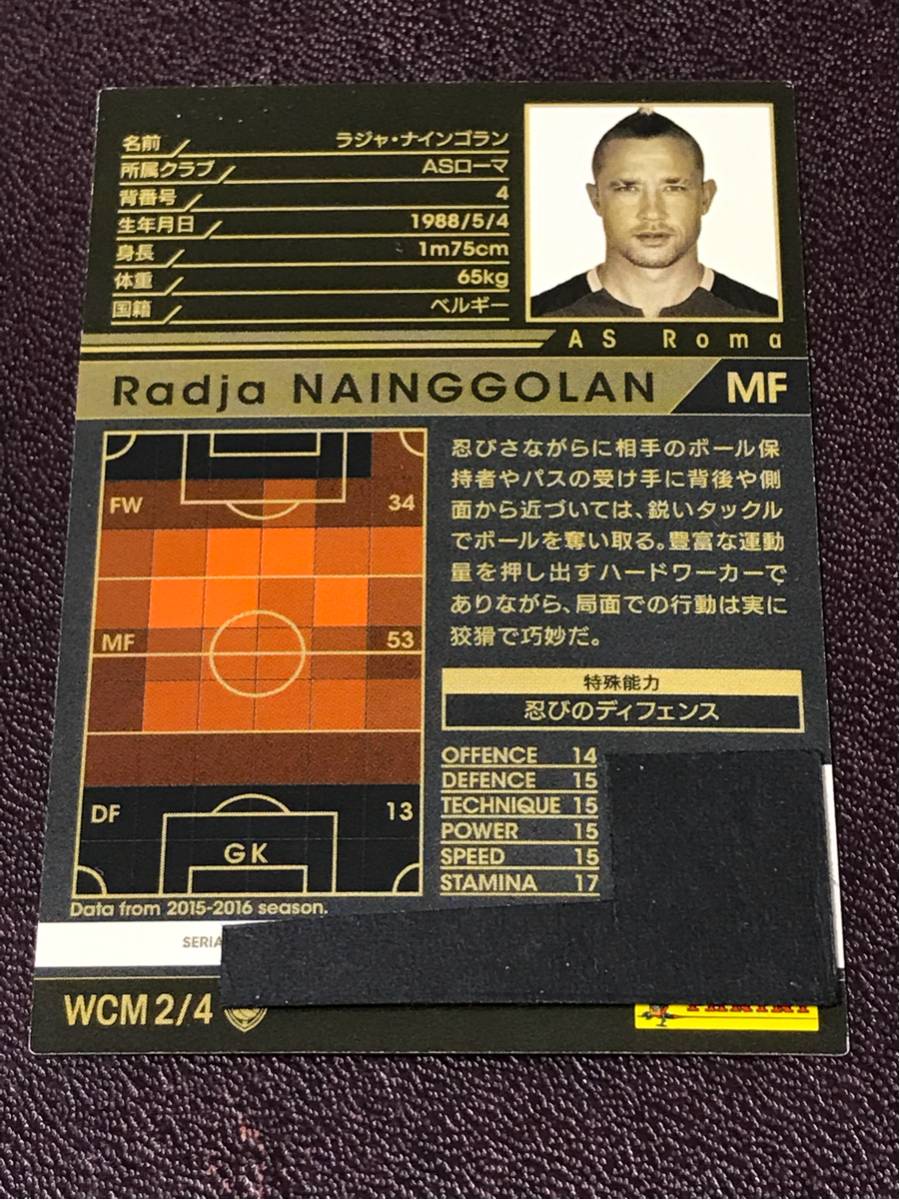 名前 ラジャ・ナインゴラン
所属クラブ ASローマ
背番号 4
生年月日 1988/5/4
身長 1m75cm
体重 65kg
国籍 ベルギー
AS Roma
Radja NAINGGOLAN MF
FW 34
MF 53
DF 13
GK
Data from 2015-2016 season.
忍びさながらに相手のボール保
持者やパスの受け手に背後や側
面から近づいては、鋭いタックル
でボールを奪い取る。豊富な運動
量を押し出すハードワーカーで
ありながら、局面での行動は実に
狡猾で巧妙だ。
特殊能力
忍びのディフェンス
OFFENCE 14
DEFENCE 15
TECHNIQUE 15
POWER 15
SPEED 15
STAMINA 17
SERIA
WCM 2/4